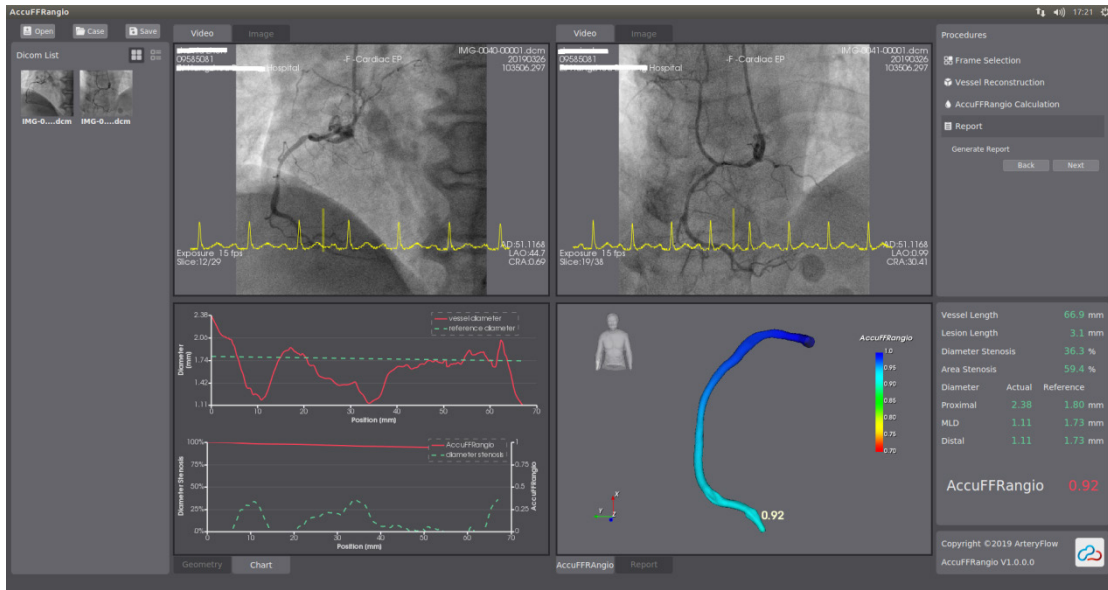 AccuFFRangio
17:21
Open
Case
Save
Dicom List
IMG-0....dcm
IMG-0....dcm
Video
Image
IMG-0040-00001.dcm
09585081
-F -Cardiac EP
20190326
Hospital
103506.297
AD:51.1168
Exposure 15 fps
LAO:44.7
Slice:12/29
CRA:0.69
Video
Image
IMG-0041-00001.dcm
09585081
-F -Cardiac EP
20190326
Hospital
103506.297
AD:51.1168
Exposure 15 fps
LAO:0.99
Slice:19/38
CRA:30.41
Procedures
Frame Selection
Vessel Reconstruction
AccuFFRangio Calculation
Report
Generate Report
Back
Next
vessel diameter
reference diameter
Diameter
(mm)
2.38
2.06
1.74
1.42
1.11
0
10
20
30
40
50
60
70
Position (mm)
AccuFFRangio
diameter stenosis
Diameter Stenosis
100%
75%
50%
25%
0%
1
0.75
0.5
0.25
0
AccuFFRangio
0
10
20
30
40
50
60
70
Position (mm)
Geometry
Chart
AccuFFRangio
1.0
0.95
0.90
0.85
0.80
0.75
0.70
0.92
X
Y
Z
AccuFFRAngio
Report
Vessel Length 66.9 mm
Lesion Length 3.1 mm
Diameter Stenosis 36.3 %
Area Stenosis 59.4 %
Diameter Actual Reference
Proximal 2.38 1.80 mm
MLD 1.11 1.73 mm
Distal 1.11 1.73 mm
AccuFFRangio 0.92
Copyright ©2019 ArteryFlow
AccuFFRangio V1.0.0.0